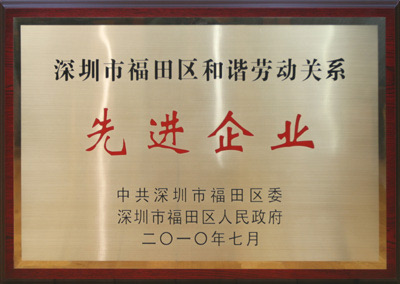 深圳市福田区和谐劳动关系
先进企业
中共深圳市福田区委
深圳市福田区人民政府
二〇一〇年七月